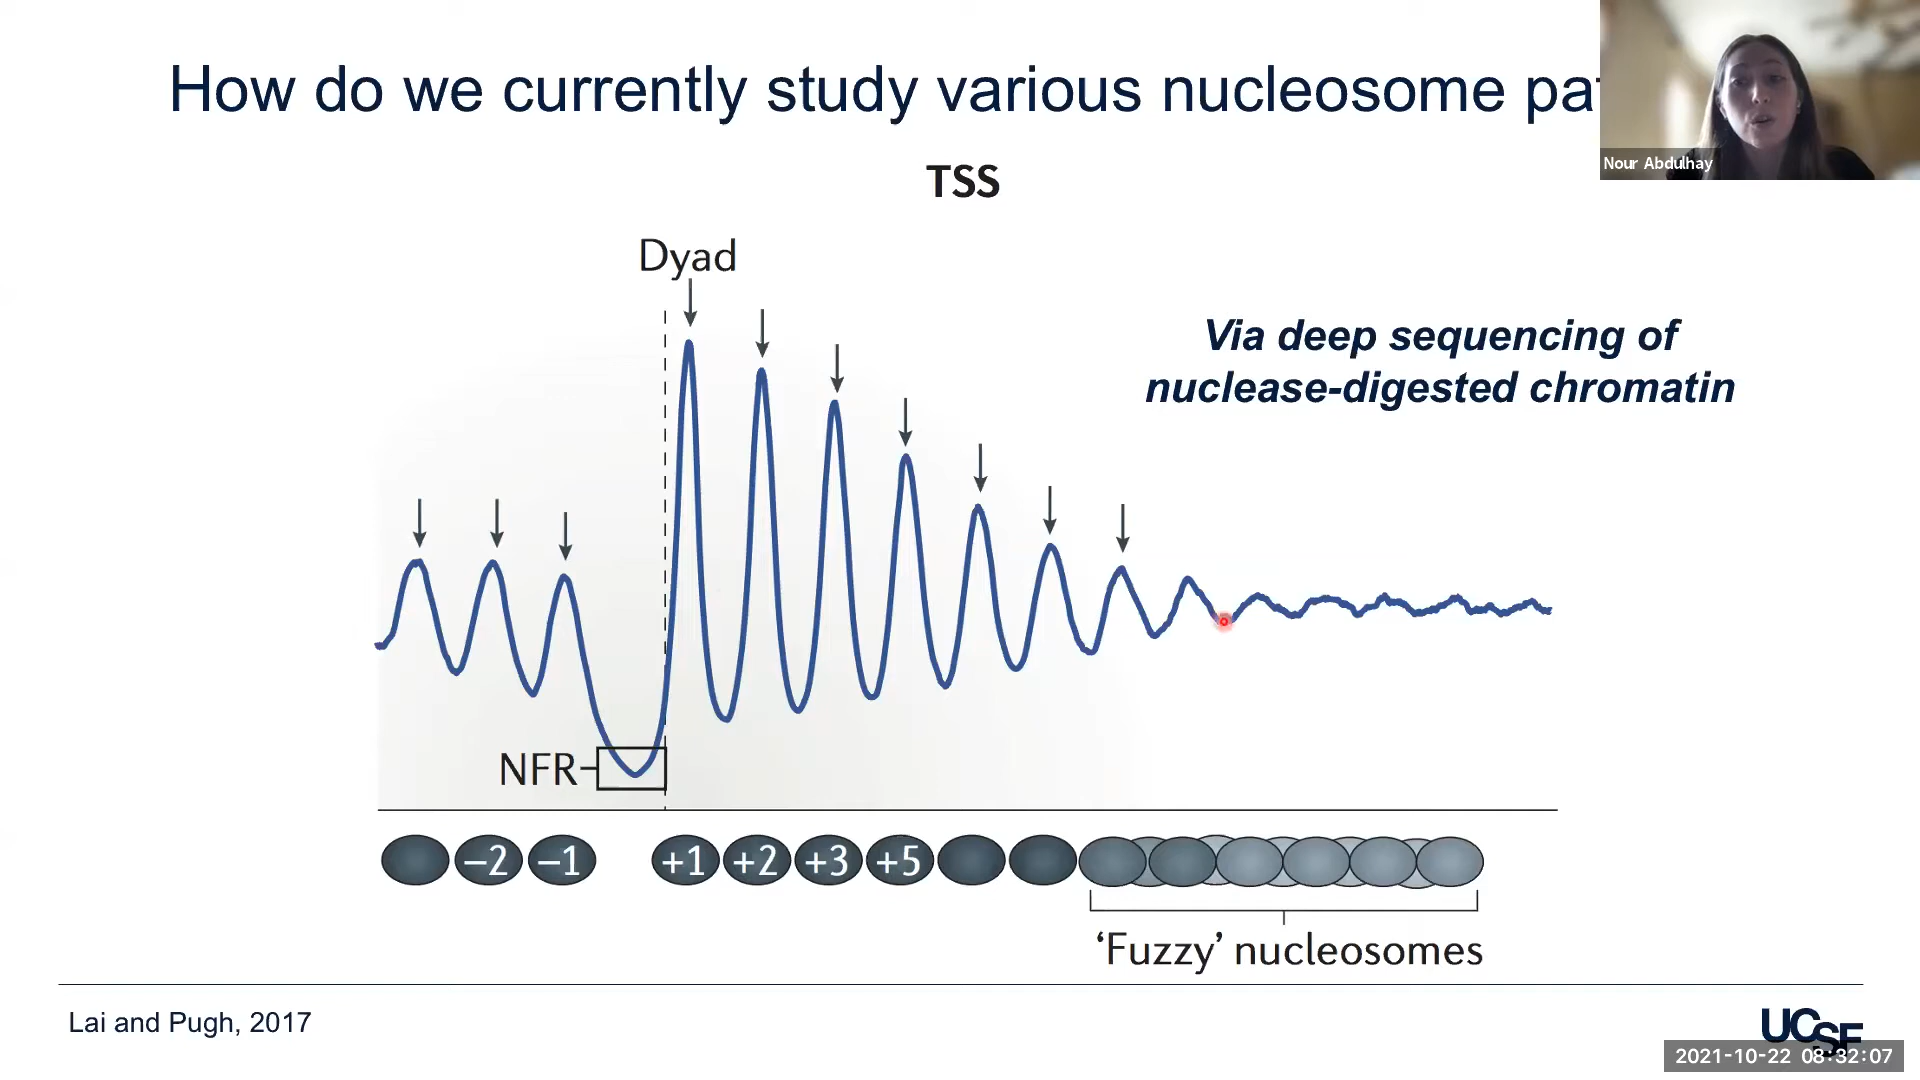 How do we currently study various nucleosome
Nour Abdulhay
TSS
Dyad
Via deep sequencing of
nuclease-digested chromatin
NFR
−2 −1 +1 +2 +3 +5
‘Fuzzy’ nucleosomes
Lai and Pugh, 2017
UCSF
2021-10-22 08:32:07